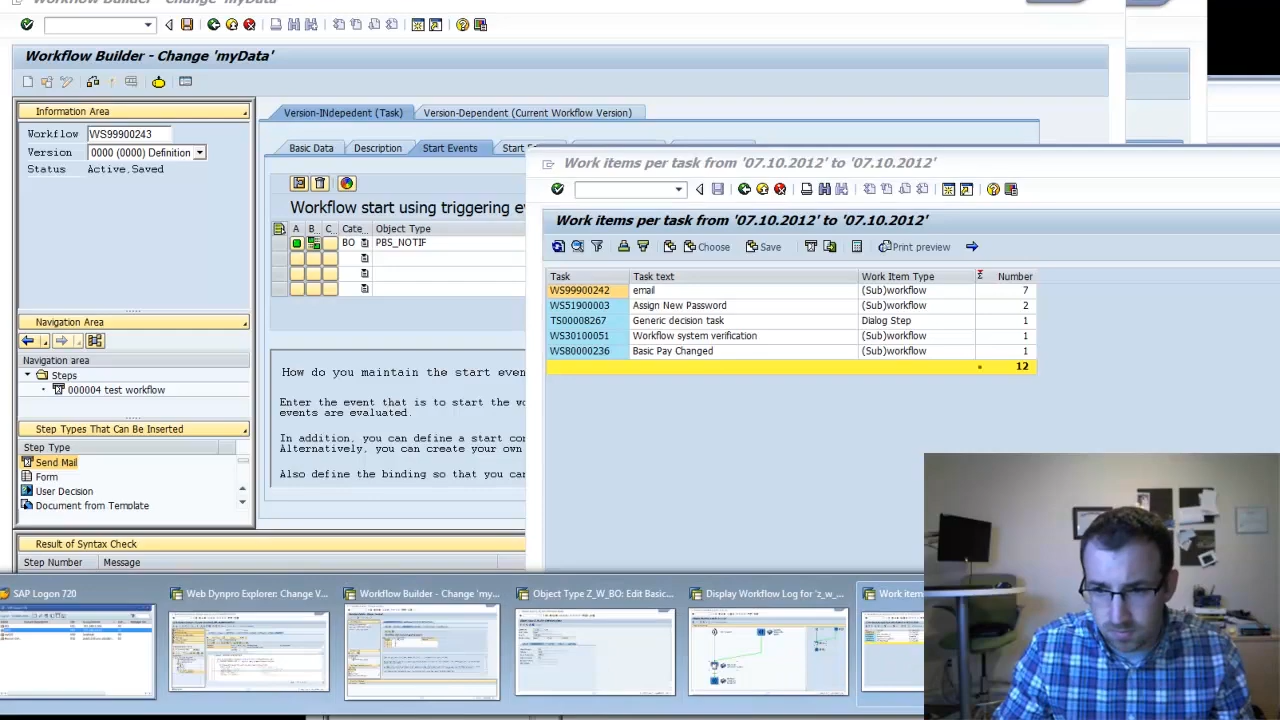 Workflow Builder - Change 'myData'
Workflow Builder - Change 'myData'
Information Area
Workflow WS99900243
Version 0000 (0000) Definition
Status Active,Saved
Navigation Area
Navigation area
Steps
000004 test workflow
Step Types That Can Be Inserted
Step Type
Send Mail
Form
User Decision
Document from Template
Version-INdepedent (Task) Version-Dependent (Current Workflow Version)
Basic Data Description Start Events
Workflow start using triggering
A B.. C.. Cate.. Object Type
BO PBS_NOTIF
How do you maintain the start
Enter the event that is to start the
events are evaluated.
In addition, you can define a start
Alternatively, you can create your own
Also define the binding so that you
Result of Syntax Check
Step Number Message
Work items per task from '07.10.2012' to '07.10.2012'
Work items per task from '07.10.2012' to '07.10.2012'
Choose Save Print preview
Task Task text Work Item Type Σ Number
WS99900242 email (Sub)workflow 7
WS51900003 Assign New Password (Sub)workflow 2
TS00008267 Generic decision task Dialog Step 1
WS30100051 Workflow system verification (Sub)workflow 1
WS80000236 Basic Pay Changed (Sub)workflow 1
12
SAP Logon 720
Web Dynpro Explorer: Change V...
Workflow Builder - Change 'my...
Object Type Z_W_BO: Edit Basic...
Display Workflow Log for 'z_w_...
Work item